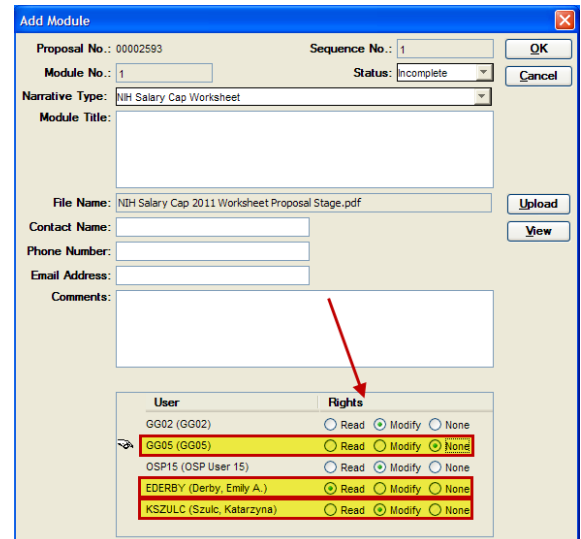 Add Module
Proposal No.: 00002593 Sequence No.: 1 OK
Module No.: 1 Status: Incomplete Cancel
Narrative Type: NIH Salary Cap Worksheet
Module Title:
File Name: NIH Salary Cap 2011 Worksheet Proposal Stage.pdf Upload
Contact Name: View
Phone Number:
Email Address:
Comments:
User Rights
GG02 (GG02) Read Modify None
GG05 (GG05) Read Modify None
OSP15 (OSP User 15) Read Modify None
EDERBY (Derby, Emily A.) Read Modify None
KSZULC (Szulc, Katarzyna) Read Modify None